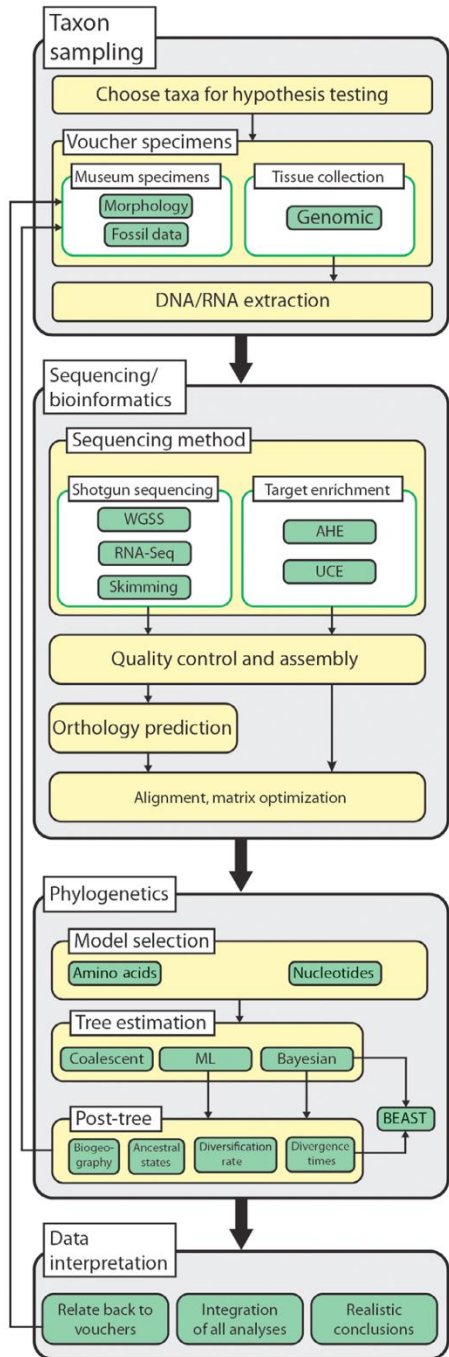 Taxon
sampling
Choose taxa for hypothesis testing
Voucher specimens
Museum specimens
Tissue collection
Morphology
Fossil data
Genomic
DNA/RNA extraction
Sequencing/
bioinformatics
Sequencing method
Shotgun sequencing
Target enrichment
WGSS
RNA-Seq
Skimming
AHE
UCE
Quality control and assembly
Orthology prediction
Alignment, matrix optimization
Phylogenetics
Model selection
Amino acids
Nucleotides
Tree estimation
Coalescent
ML
Bayesian
BEAST
Post-tree
Biogeo-
graphy
Ancestral
states
Diversification
rate
Divergence
times
Data
interpretation
Relate back to
vouchers
Integration
of all analyses
Realistic
conclusions